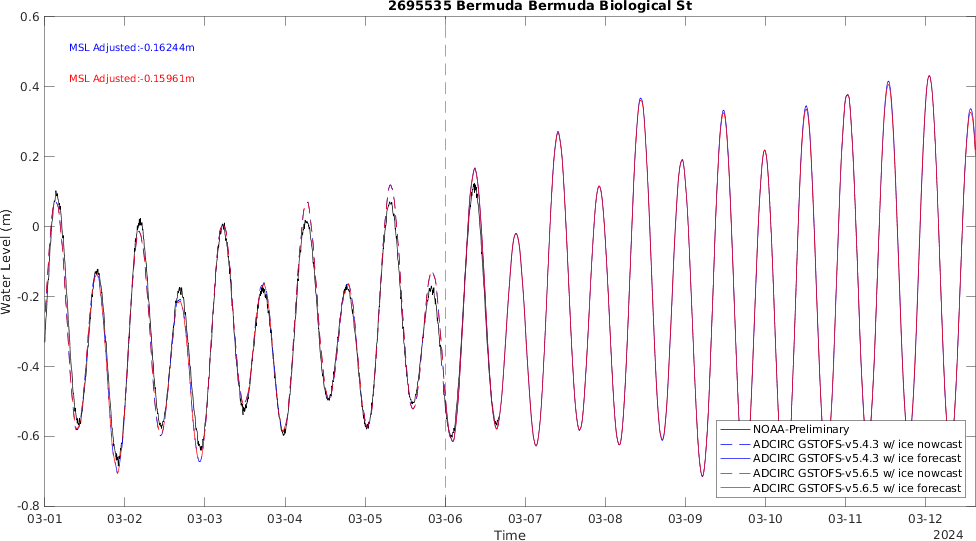 2695535 Bermuda Bermuda Biological St
0.6
MSL Adjusted:-0.16244m
MSL Adjusted:-0.15961m
0.4
0.2
0
-0.2
-0.4
-0.6
-0.8
Water Level (m)
NOAA-Preliminary
ADCIRC GSTOFS-v5.4.3 w/ ice nowcast
ADCIRC GSTOFS-v5.4.3 w/ ice forecast
ADCIRC GSTOFS-v5.6.5 w/ ice nowcast
ADCIRC GSTOFS-v5.6.5 w/ ice forecast
03-01 03-02 03-03 03-04 03-05 03-06 03-07 03-08 03-09 03-10 03-11 03-12
Time
2024